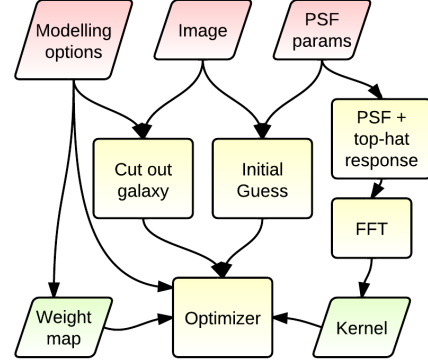 Modelling
options
Image
PSF
params
Cut out
galaxy
Initial
Guess
PSF +
top-hat
response
FFT
Weight
map
Optimizer
Kernel